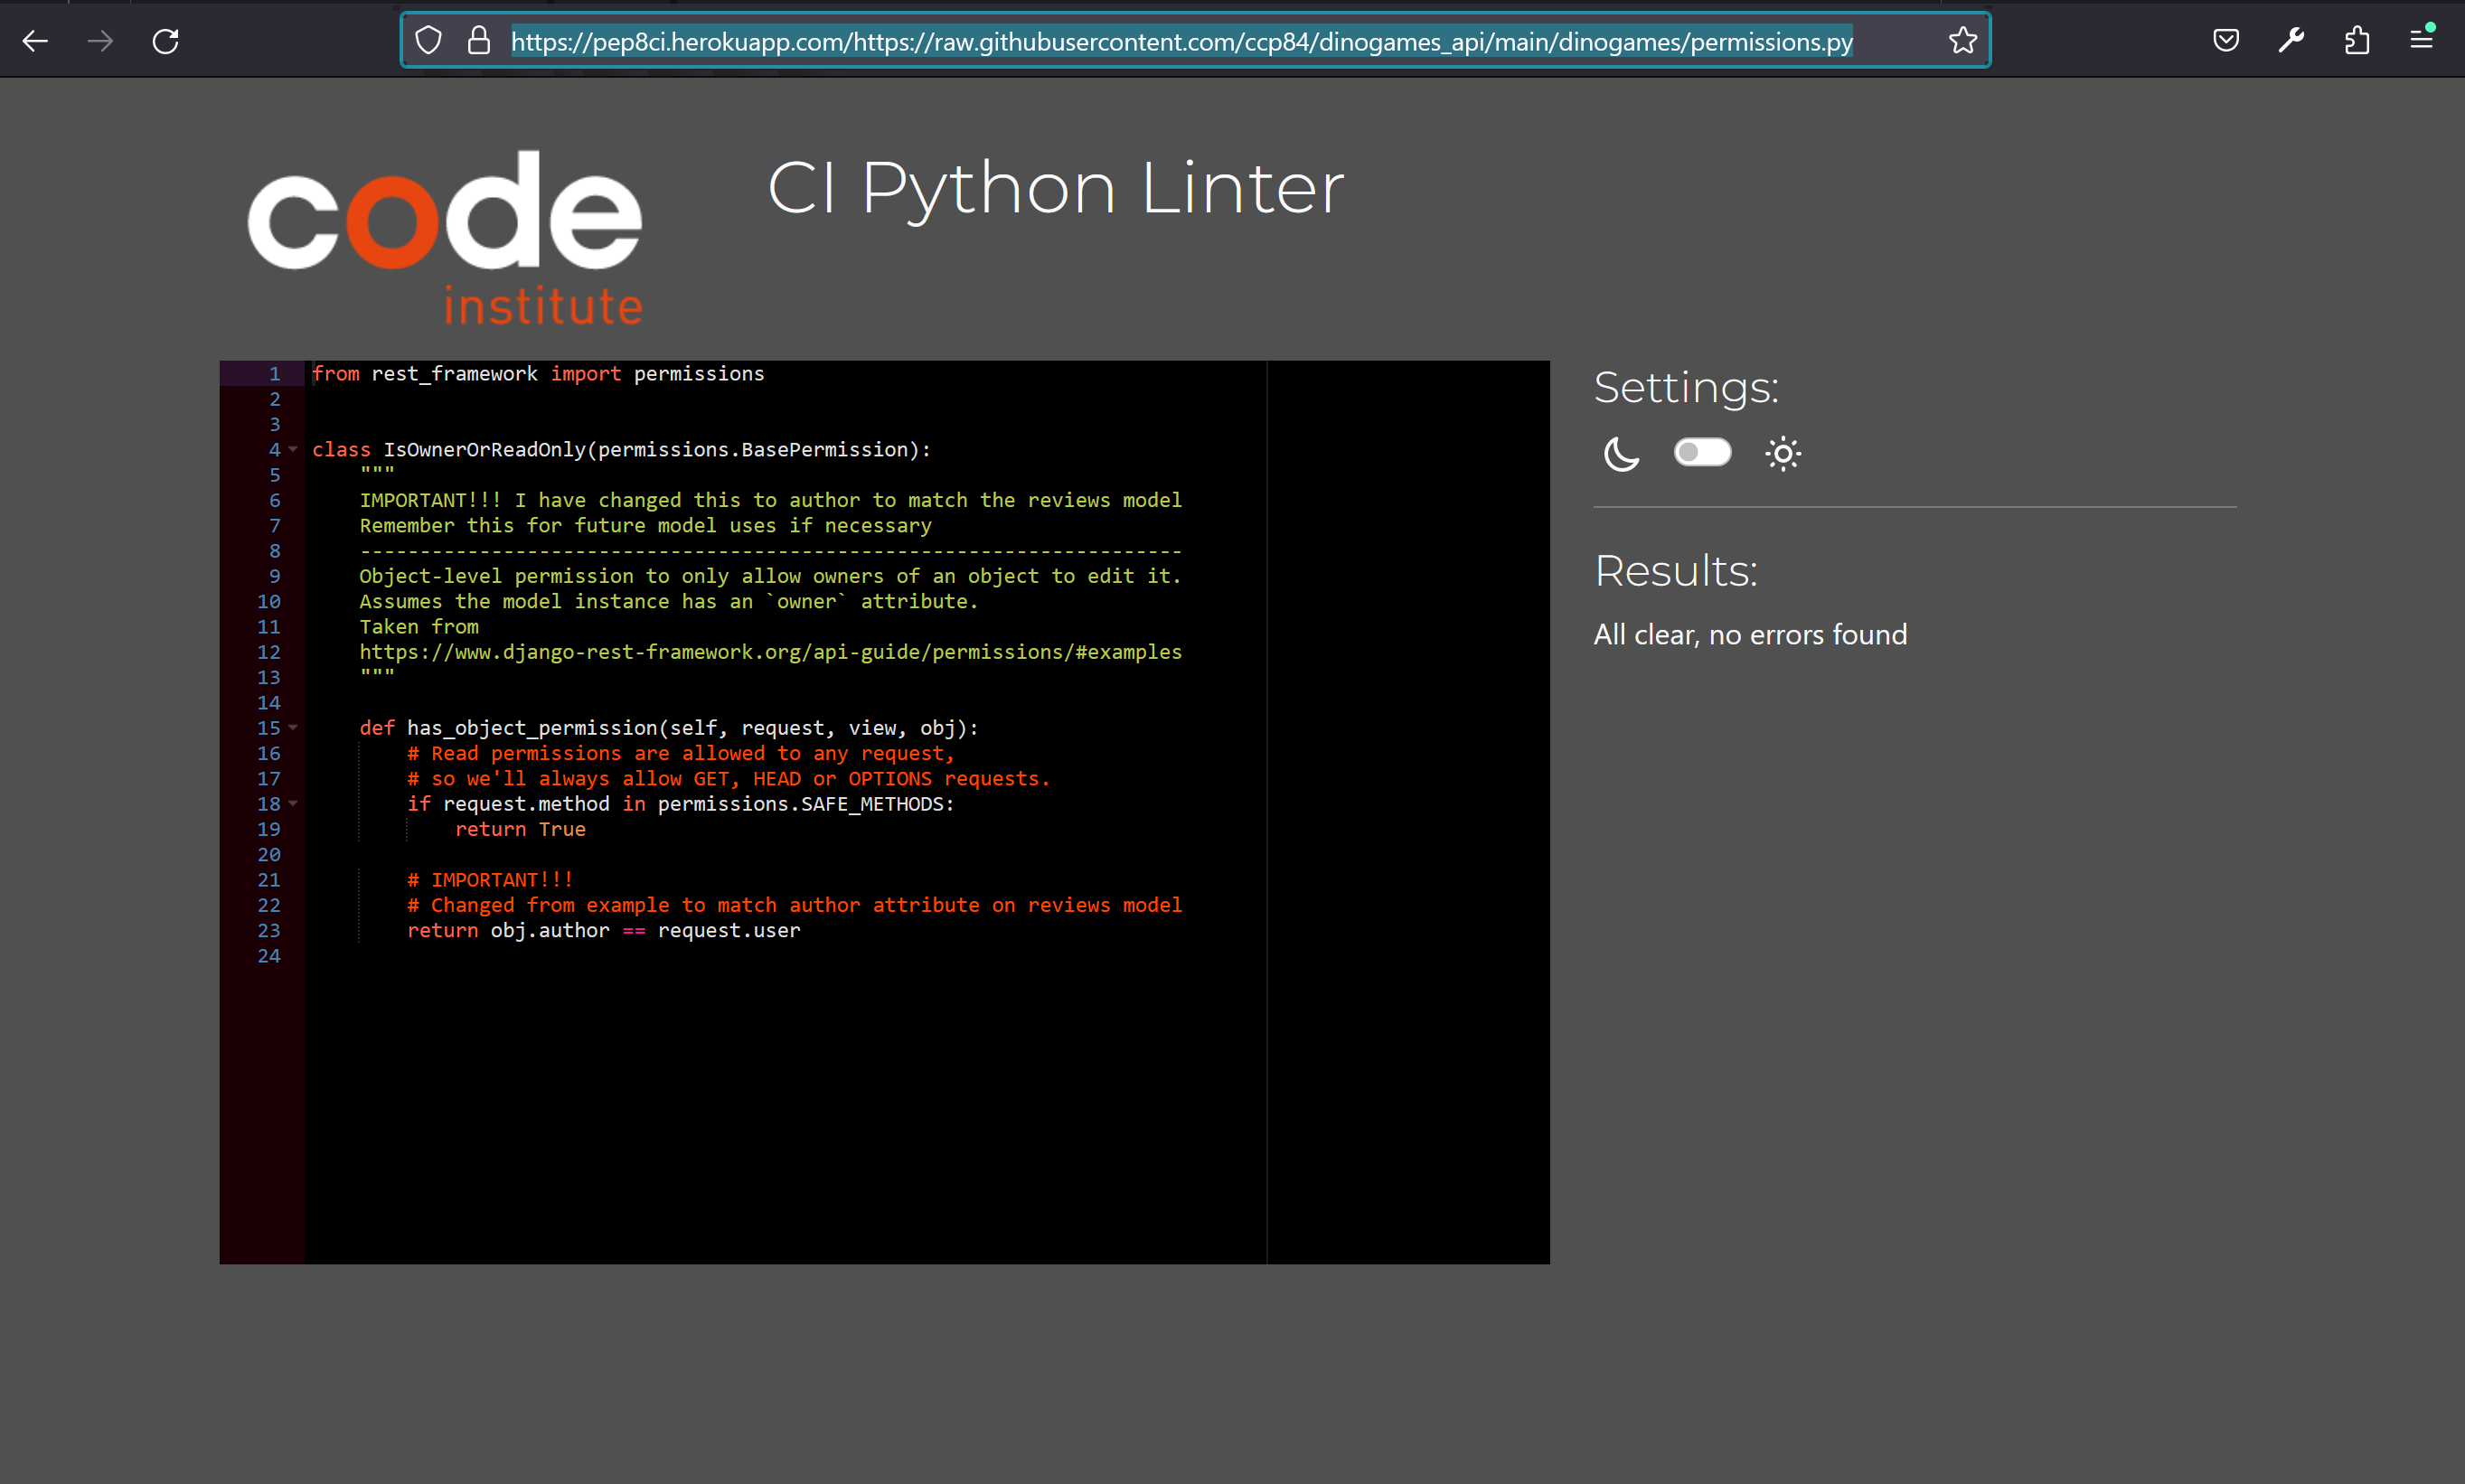 https://pep8ci.herokuapp.com/https://raw.githubusercontent.com/ccp84/dinogames_api/main/dinogames/permissions.py
code
institute
CI Python Linter
1 from rest_framework import permissions
2
3
4 class IsOwnerOrReadOnly(permissions.BasePermission):
5     """
6     IMPORTANT!!! I have changed this to author to match the reviews model
7     Remember this for future model uses if necessary
8     ---------------------------------------------------------------------
9     Object-level permission to only allow owners of an object to edit it.
10     Assumes the model instance has an `owner` attribute.
11     Taken from
12     https://www.django-rest-framework.org/api-guide/permissions/#examples
13     """
14
15     def has_object_permission(self, request, view, obj):
16         # Read permissions are allowed to any request,
17         # so we'll always allow GET, HEAD or OPTIONS requests.
18         if request.method in permissions.SAFE_METHODS:
19             return True
20
21         # IMPORTANT!!!
22         # Changed from example to match author attribute on reviews model
23         return obj.author == request.user
24
Settings:
Results:
All clear, no errors found